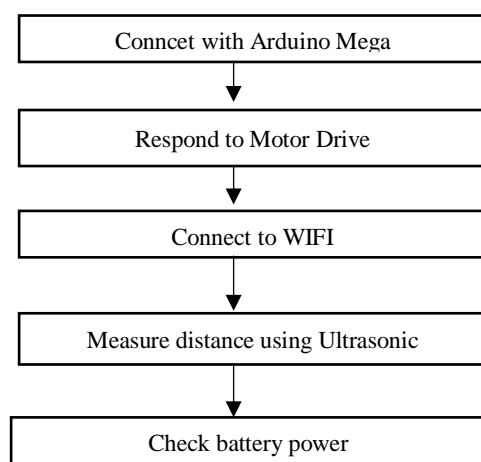 Conncet with Arduino Mega
Respond to Motor Drive
Connect to WIFI
Measure distance using Ultrasonic
Check battery power